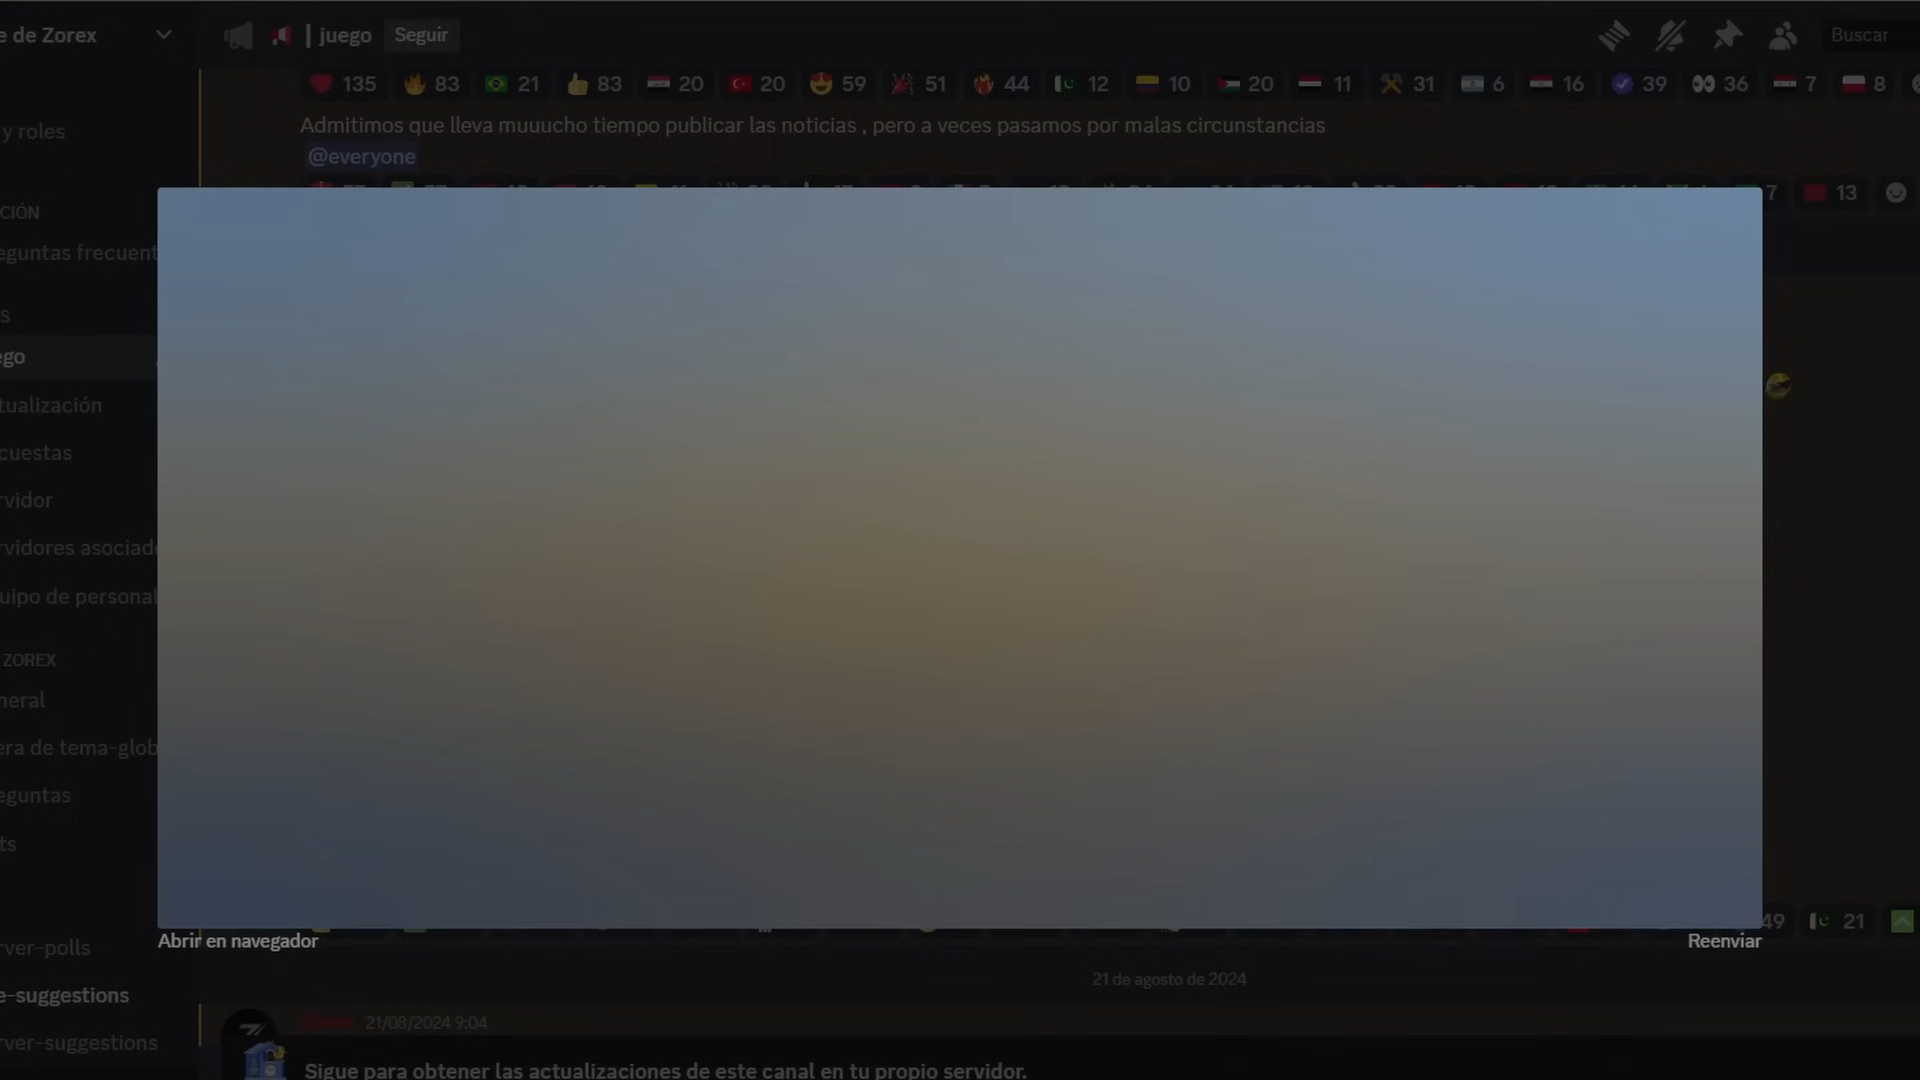 e de Zorex
juego
Seguir
Buscar
135 83 21 83 20 20 59 51 44 12 10 20 11 31 6 16 39 36 7 8
Admitimos que lleva muuucho tiempo publicar las noticias , pero a veces pasamos por malas circunstancias
@everyone
7 13
y roles
CIÓN
eguntas frecuent
s
ego
tualización
cuestas
rvidor
rvidores asociado
uipo de personal
ZOREX
neral
era de tema-glob
eguntas
ts
rver-polls
e-suggestions
rver-suggestions
49 21
Abrir en navegador
Reenviar
21 de agosto de 2024
21/08/2024 9:04
Sigue para obtener las actualizaciones de este canal en tu propio servidor.